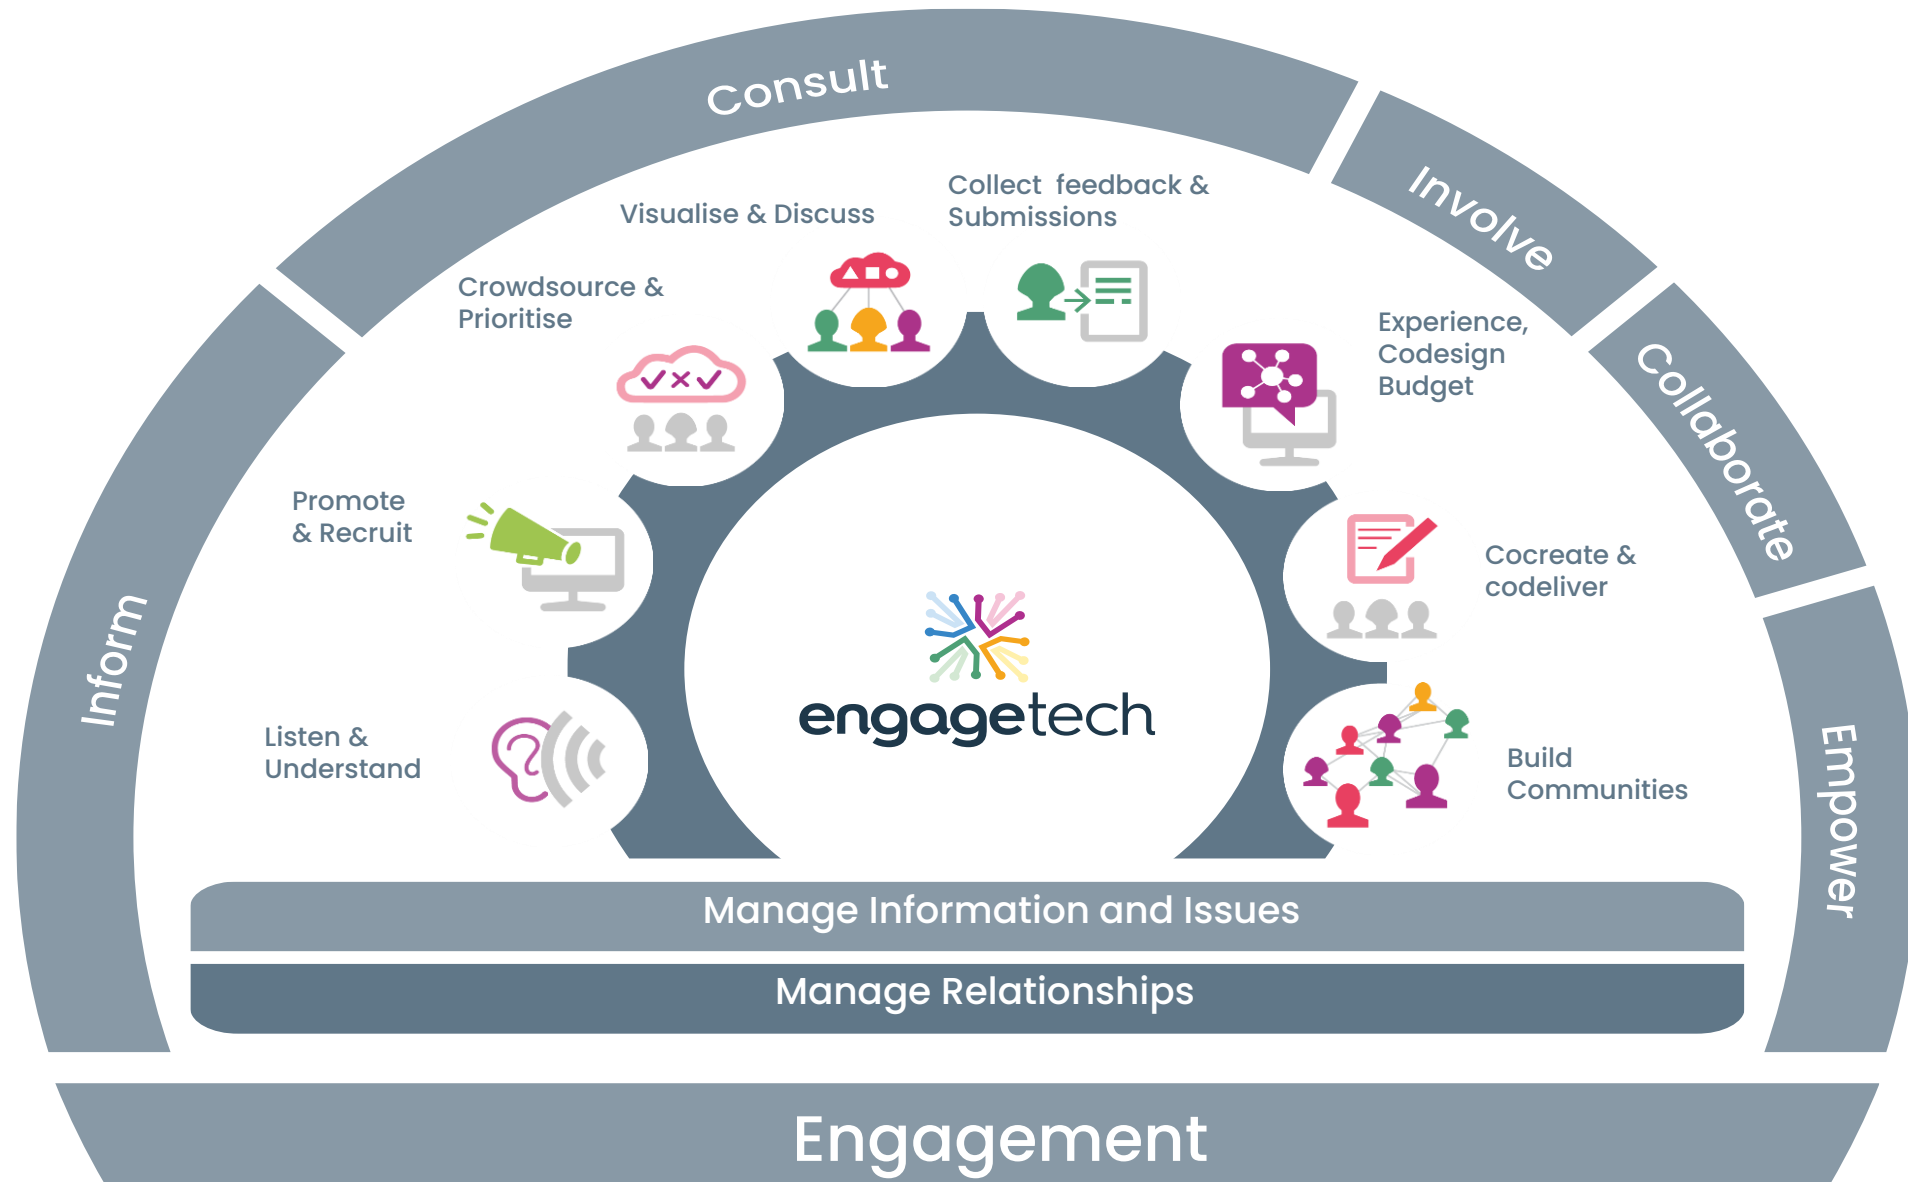 Consult
Involve
Collaborate
Empower
Inform
Collect feedback &
Submissions
Visualise & Discuss
Crowdsource &
Prioritise
Experience,
Codesign
Budget
Promote
& Recruit
Cocreate &
codeliver
Listen &
Understand
Build
Communities
engagetech
Manage Information and Issues
Manage Relationships
Engagement